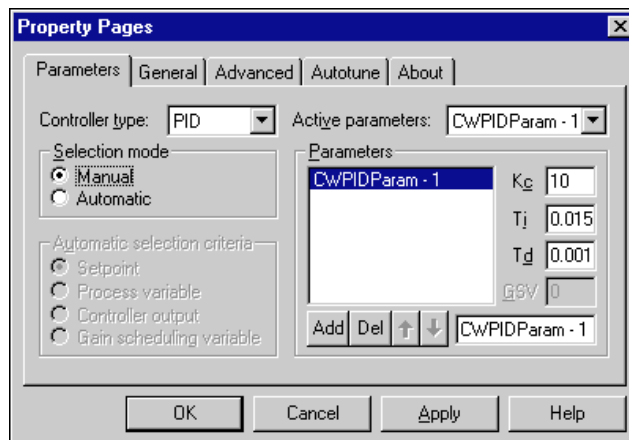 Property Pages
Parameters General Advanced Autotune About
Controller type: PID Active parameters: CWPIDParam - 1
Selection mode
Manual
Automatic
Automatic selection criteria
Setpoint
Process variable
Controller output
Gain scheduling variable
Parameters
CWPIDParam - 1
Kc 10
Ti 0.015
Td 0.001
GSV 0
Add Del CWPIDParam - 1
OK Cancel Apply Help